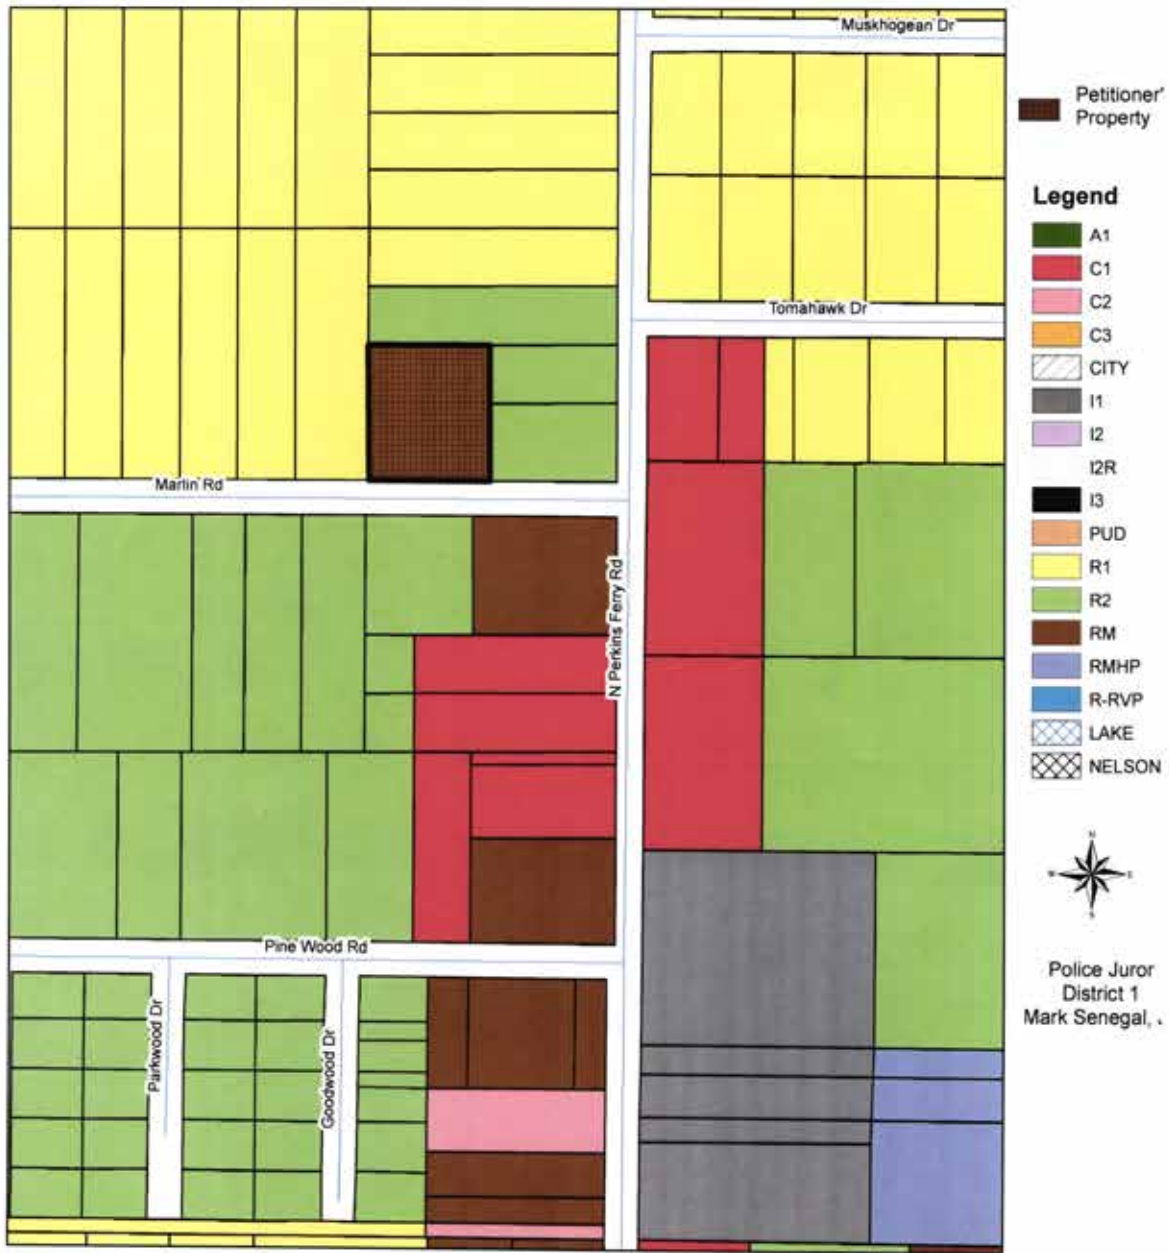 Muskhogean Dr
Petitioner'
Property
Legend
A1
C1
C2
C3
CITY
I1
I2
I2R
I3
PUD
R1
R2
RM
RMHP
R-RVP
LAKE
NELSON
Tomahawk Dr
Marlin Rd
N Perkins Ferry Rd
Pine Wood Rd
Parkwood Dr
Goodwood Dr
N
W E
S
Police Juror
District 1
Mark Senegal,